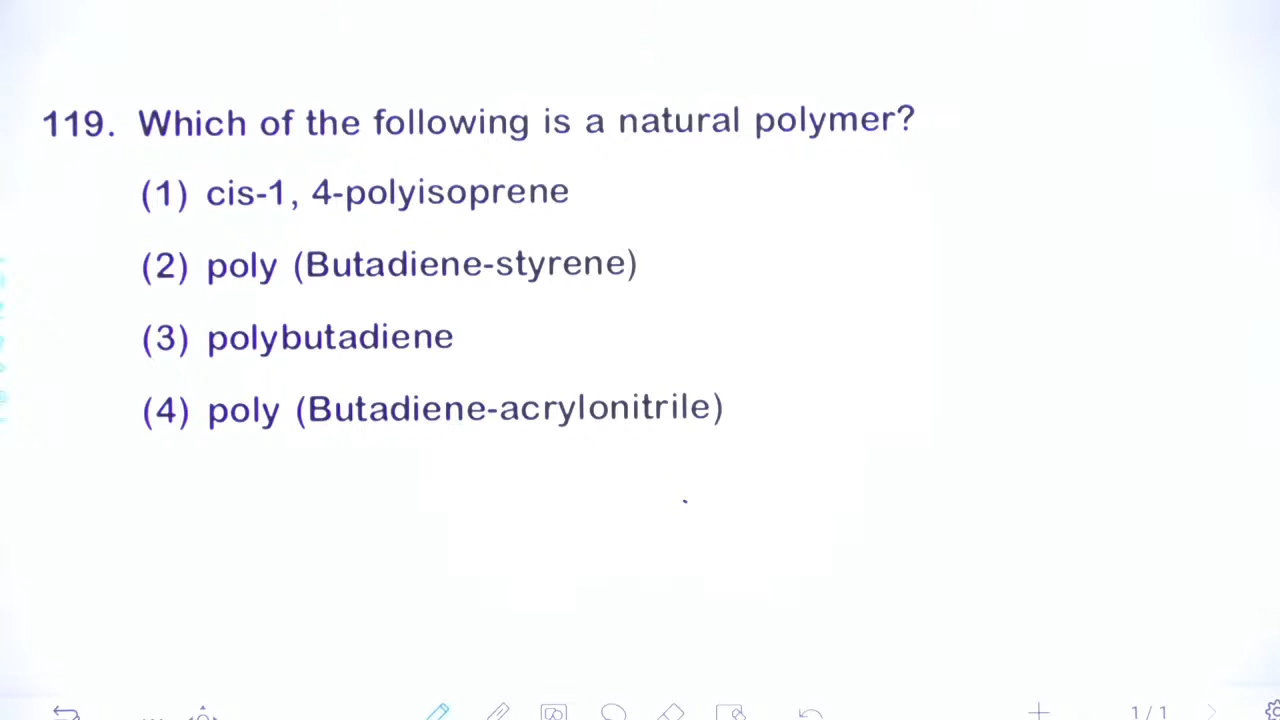 119. Which of the following is a natural polymer?
(1) cis-1, 4-polyisoprene
(2) poly (Butadiene-styrene)
(3) polybutadiene
(4) poly (Butadiene-acrylonitrile)
1/1